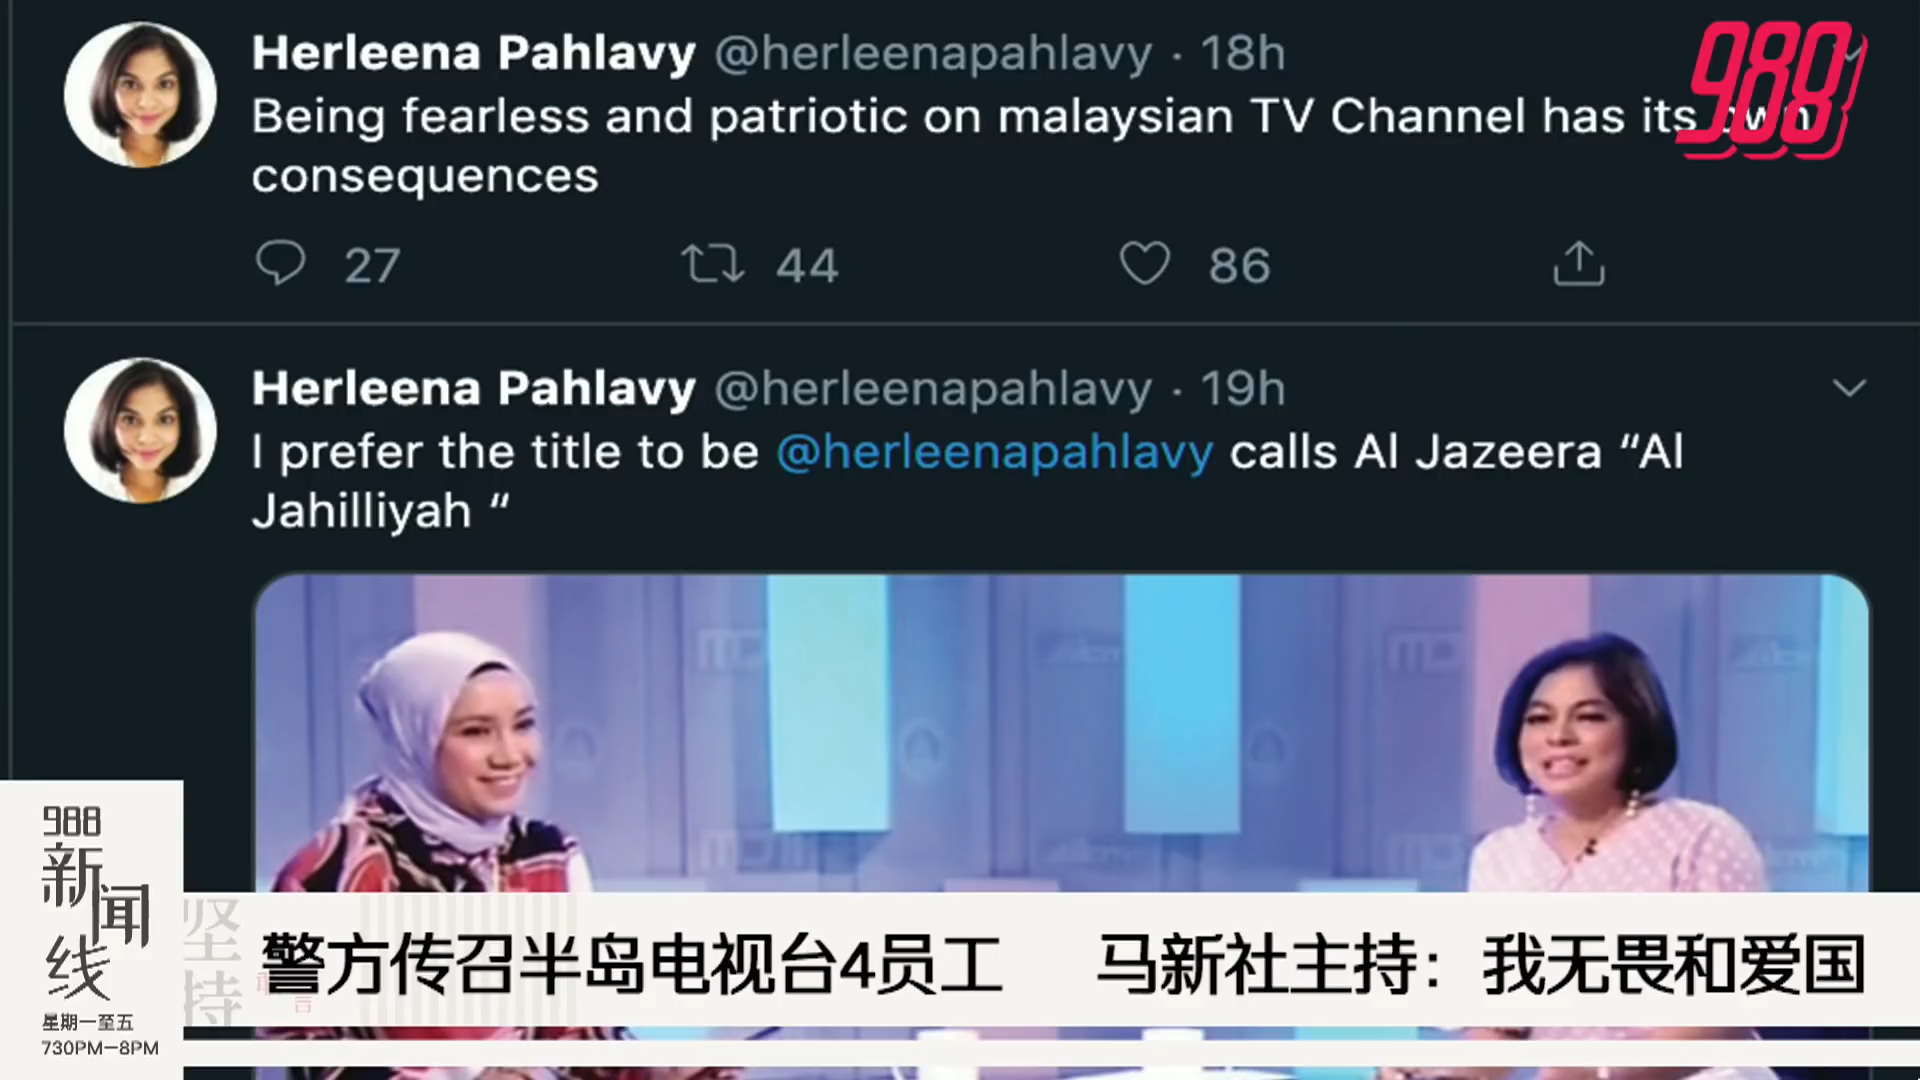 Herleena Pahlavy @herleenapahlavy · 18h
Being fearless and patriotic on malaysian TV Channel has its own
consequences
27 44 86
988
Herleena Pahlavy @herleenapahlavy · 19h
I prefer the title to be @herleenapahlavy calls Al Jazeera “Al
Jahilliyah “
988
新闻线
星期一至五
730PM—8PM
坚持
警方传召半岛电视台4员工 马新社主持：我无畏和爱国